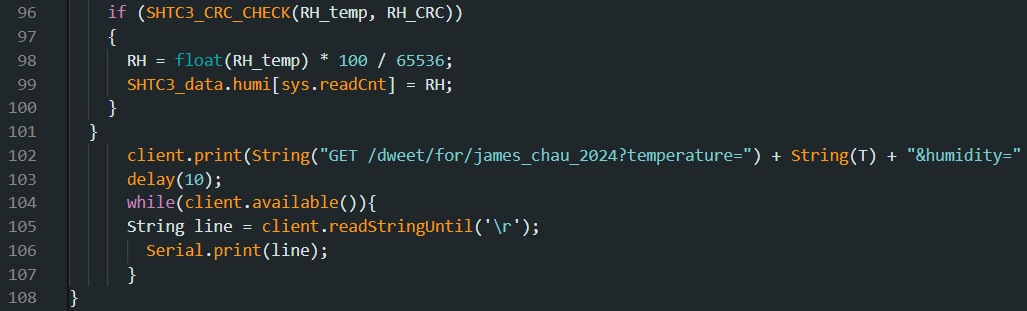 96 if (SHTC3_CRC_CHECK(RH_temp, RH_CRC))
97 {
98 RH = float(RH_temp) * 100 / 65536;
99 SHTC3_data.humi[sys.readCnt] = RH;
100 }
101 }
102 client.print(String("GET /dweet/for/james_chau_2024?temperature=") + String(T) + "&humidity="
103 delay(10);
104 while(client.available()){
105 String line = client.readStringUntil('\r');
106 Serial.print(line);
107 }
108 }